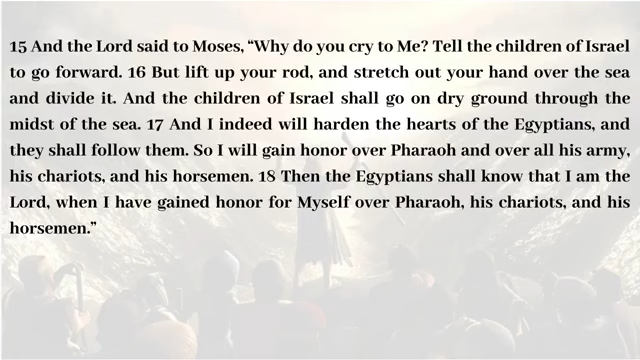 15 And the Lord said to Moses, “Why do you cry to Me? Tell the children of Israel
to go forward. 16 But lift up your rod, and stretch out your hand over the sea
and divide it. And the children of Israel shall go on dry ground through the
midst of the sea. 17 And I indeed will harden the hearts of the Egyptians, and
they shall follow them. So I will gain honor over Pharaoh and over all his army,
his chariots, and his horsemen. 18 Then the Egyptians shall know that I am the
Lord, when I have gained honor for Myself over Pharaoh, his chariots, and his
horsemen.”